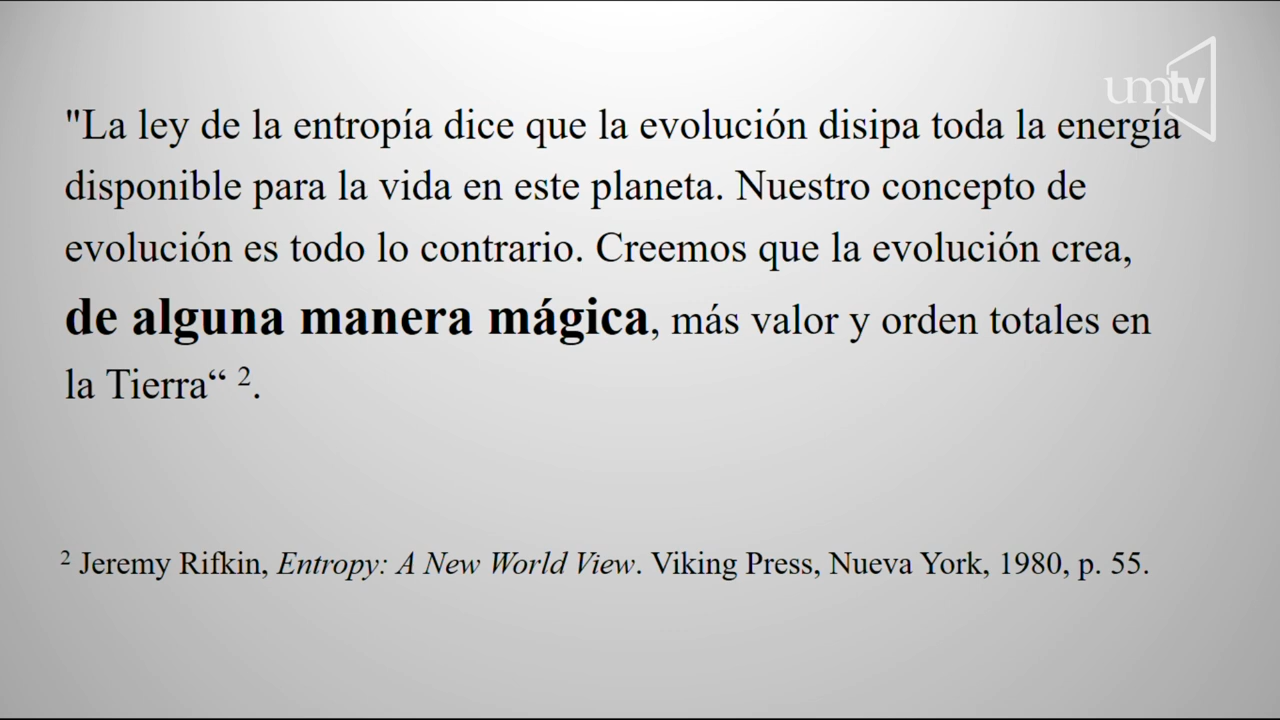 umtv
"La ley de la entropía dice que la evolución disipa toda la energía
disponible para la vida en este planeta. Nuestro concepto de
evolución es todo lo contrario. Creemos que la evolución crea,
de alguna manera mágica, más valor y orden totales en
la Tierra“ ².
² Jeremy Rifkin, Entropy: A New World View. Viking Press, Nueva York, 1980, p. 55.